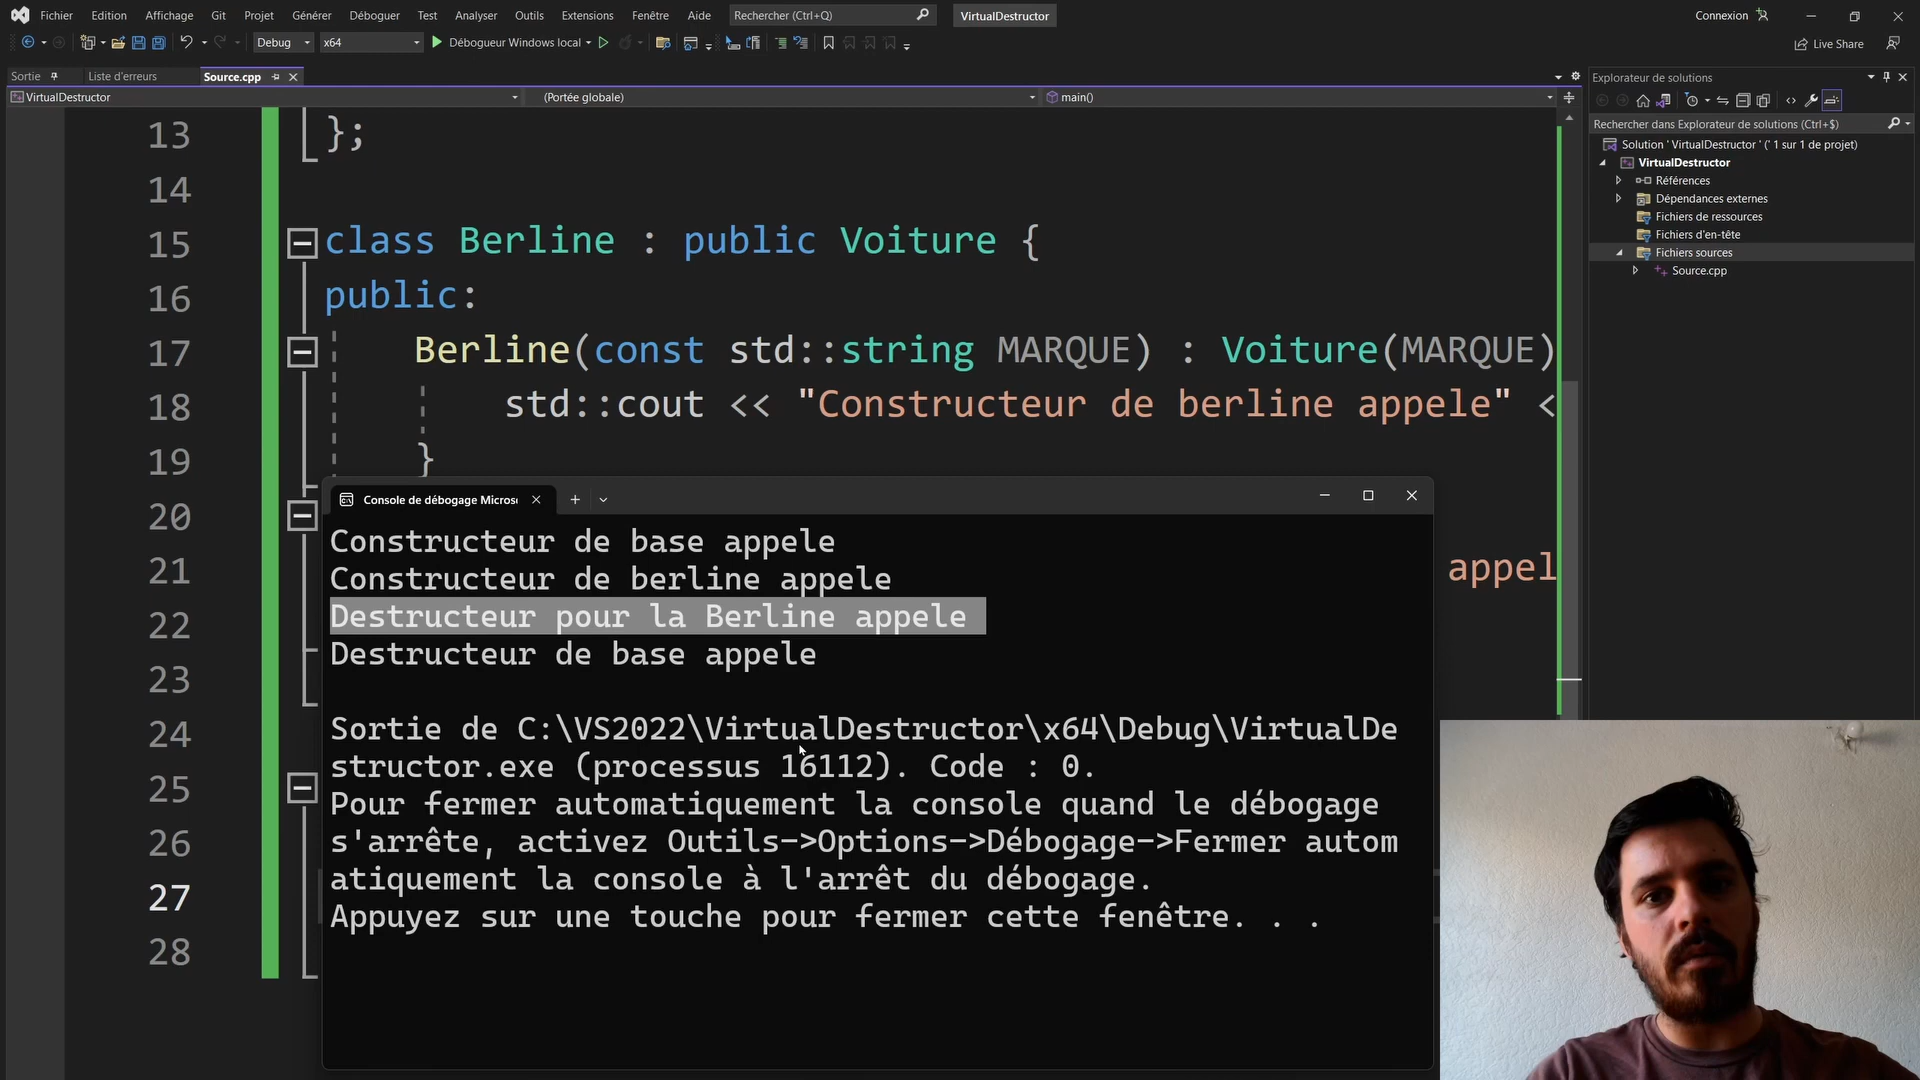 Fichier Edition Affichage Git Projet Générer Déboguer Test Analyser Outils Extensions Fenêtre Aide Rechercher (Ctrl+Q) VirtualDestructor Connexion
Debug x64 Débogueur Windows local Live Share
Sortie Liste d'erreurs Source.cpp
VirtualDestructor (Portée globale) main()
13 };
14
15 class Berline : public Voiture {
16 public:
17 Berline(const std::string MARQUE) : Voiture(MARQUE)
18 std::cout << "Constructeur de berline appele" <
19 }
20
21 appel
22
23
24
25
26
27
28
Console de débogage Micros
Constructeur de base appele
Constructeur de berline appele
Destructeur pour la Berline appele
Destructeur de base appele
Sortie de C:\VS2022\VirtualDestructor\x64\Debug\VirtualDe
structor.exe (processus 16112). Code : 0.
Pour fermer automatiquement la console quand le débogage
s'arrête, activez Outils->Options->Débogage->Fermer autom
atiquement la console à l'arrêt du débogage.
Appuyez sur une touche pour fermer cette fenêtre. . .
Explorateur de solutions
Rechercher dans Explorateur de solutions (Ctrl+$)
Solution ' VirtualDestructor ' (' 1 sur 1 de projet)
VirtualDestructor
Références
Dépendances externes
Fichiers de ressources
Fichiers d'en-tête
Fichiers sources
Source.cpp